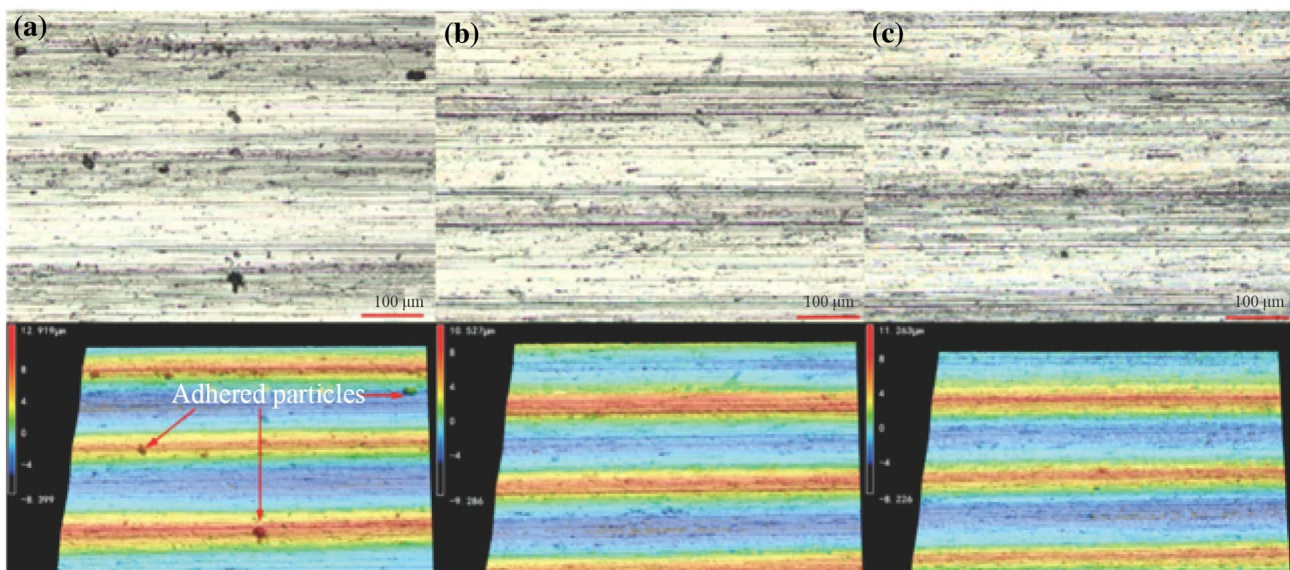 (a)
(b)
(c)
100 μm
100 μm
100 μm
12.919μm
8
4
0
-4
-8.399
Adhered particles
10.527μm
8
4
0
-4
-9.286
11.263μm
8
4
0
-4
-8.226